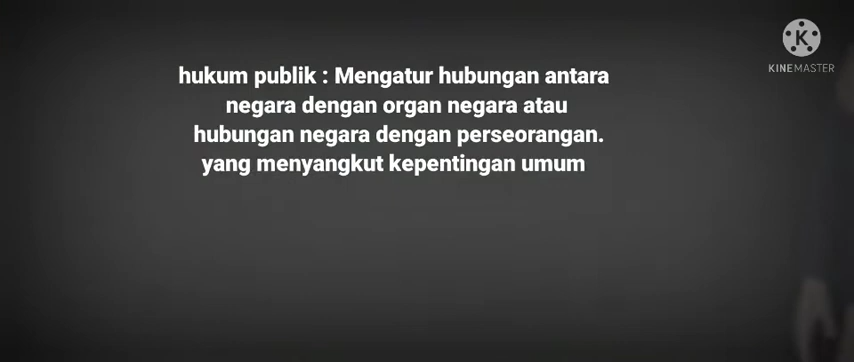 hukum publik : Mengatur hubungan antara
negara dengan organ negara atau
hubungan negara dengan perseorangan.
yang menyangkut kepentingan umum
K
KINEMASTER